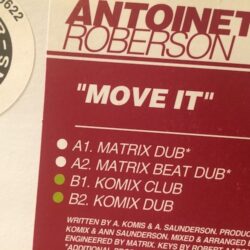 ANTOINET
ROBERSON
"MOVE IT"
A1. MATRIX DUB*
A2. MATRIX BEAT DUB*
B1. KOMIX CLUB
B2. KOMIX DUB
WRITTEN BY A. KOMIS & A. SAUNDERSON, PRODU
KOMIX & ANN SAUNDERSON. MIXED & ARRANGED
ENGINEERED BY MATRIX. KEYS BY ROBERT